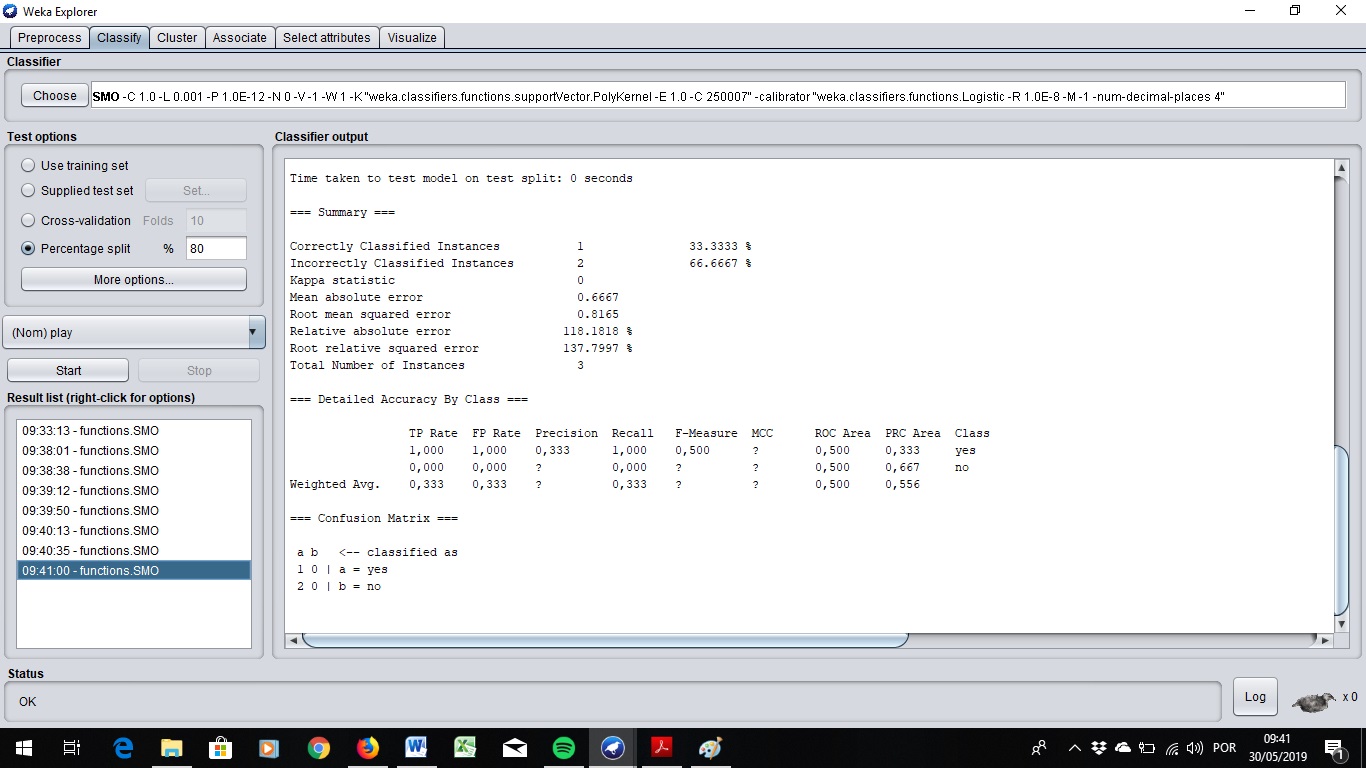 Weka Explorer
Preprocess Classify Cluster Associate Select attributes Visualize
Classifier
Choose SMO -C 1.0 -L 0.001 -P 1.0E-12 -N 0 -V -1 -W 1 -K "weka.classifiers.functions.supportVector.PolyKernel -E 1.0 -C 250007" -calibrator "weka.classifiers.functions.Logistic -R 1.0E-8 -M -1 -num-decimal-places 4"
Test options
Use training set
Supplied test set Set...
Cross-validation Folds 10
Percentage split % 80
More options...
(Nom) play
Start Stop
Result list (right-click for options)
09:33:13 - functions.SMO
09:38:01 - functions.SMO
09:38:38 - functions.SMO
09:39:12 - functions.SMO
09:39:50 - functions.SMO
09:40:13 - functions.SMO
09:40:35 - functions.SMO
09:41:00 - functions.SMO
Classifier output
Time taken to test model on test split: 0 seconds
=== Summary ===
Correctly Classified Instances 1 33.3333 %
Incorrectly Classified Instances 2 66.6667 %
Kappa statistic 0
Mean absolute error 0.6667
Root mean squared error 0.8165
Relative absolute error 118.1818 %
Root relative squared error 137.7997 %
Total Number of Instances 3
=== Detailed Accuracy By Class ===
TP Rate FP Rate Precision Recall F-Measure MCC ROC Area PRC Area Class
1,000 1,000 0,333 1,000 0,500 ? 0,500 0,333 yes
0,000 0,000 ? 0,000 ? ? 0,500 0,667 no
Weighted Avg. 0,333 0,333 ? 0,333 ? ? 0,500 0,556
=== Confusion Matrix ===
a b <-- classified as
1 0 | a = yes
2 0 | b = no
Status
OK
Log x 0
POR
09:41
30/05/2019
1